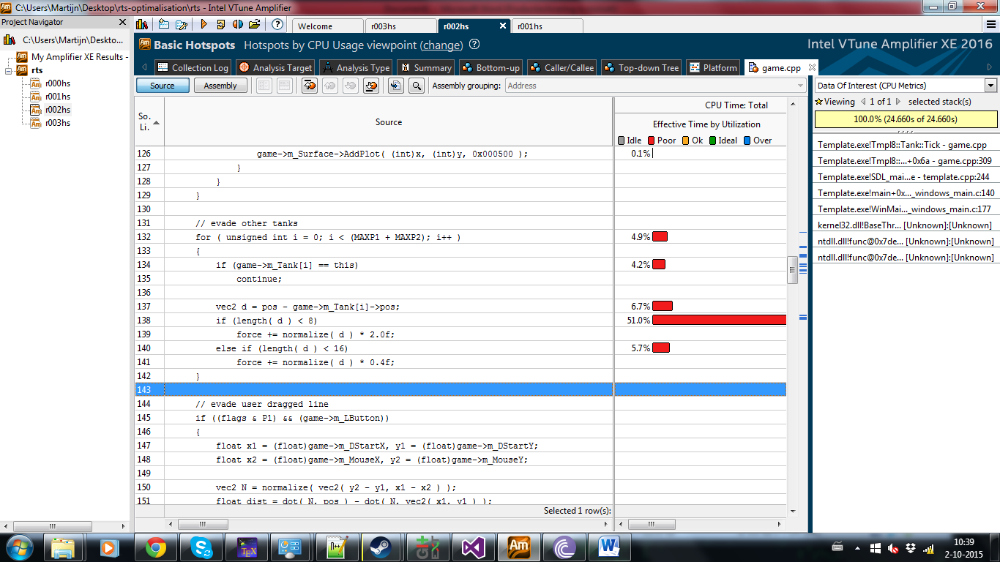 C:\Users\Martijn\Desktop\rts-optimalisation\rts - Intel VTune Amplifier
Project Navigator
C:\Users\Martijn\Deskto...
My Amplifier XE Results -
rts
r000hs
r001hs
r002hs
r003hs
Welcome
r003hs
r002hs
r001hs
Basic Hotspots Hotspots by CPU Usage viewpoint (change)
Intel VTune Amplifier XE 2016
Collection Log
Analysis Target
Analysis Type
Summary
Bottom-up
Caller/Callee
Top-down Tree
Platform
game.cpp
Source
Assembly
Assembly grouping: Address
So.
Li.
Source
CPU Time: Total
Effective Time by Utilization
Idle Poor Ok Ideal Over
126 game->m_Surface->AddPlot( (int)x, (int)y, 0x000500 ); 0.1%
127 }
128 }
129 }
130
131 // evade other tanks
132 for ( unsigned int i = 0; i < (MAXP1 + MAXP2); i++ ) 4.9%
133 {
134 if (game->m_Tank[i] == this) 4.2%
135 continue;
136
137 vec2 d = pos - game->m_Tank[i]->pos; 6.7%
138 if (length( d ) < 8) 51.0%
139 force += normalize( d ) * 2.0f;
140 else if (length( d ) < 16) 5.7%
141 force += normalize( d ) * 0.4f;
142 }
143
144 // evade user dragged line
145 if ((flags & P1) && (game->m_LButton))
146 {
147 float x1 = (float)game->m_DStartX, y1 = (float)game->m_DStartY;
148 float x2 = (float)game->m_MouseX, y2 = (float)game->m_MouseY;
149
150 vec2 N = normalize( vec2( y2 - y1, x1 - x2 ) );
151 float dist = dot( N, pos ) - dot( N, vec2( x1, y1 ) );
Selected 1 row(s):
Data Of Interest (CPU Metrics)
Viewing 1 of 1 selected stack(s)
100.0% (24.660s of 24.660s)
Template.exe!Tmpl8::Tank::Tick - game.cpp
Template.exe!Tmpl8::...+0x6a - game.cpp:309
Template.exe!SDL_mai...e - template.cpp:244
Template.exe!main+0x..._windows_main.c:140
Template.exe!WinMai..._windows_main.c:177
kernel32.dll!BaseThr... [Unknown]:[Unknown]
ntdll.dll!func@0x7de... [Unknown]:[Unknown]
ntdll.dll!func@0x7de... [Unknown]:[Unknown]
10:39
2-10-2015